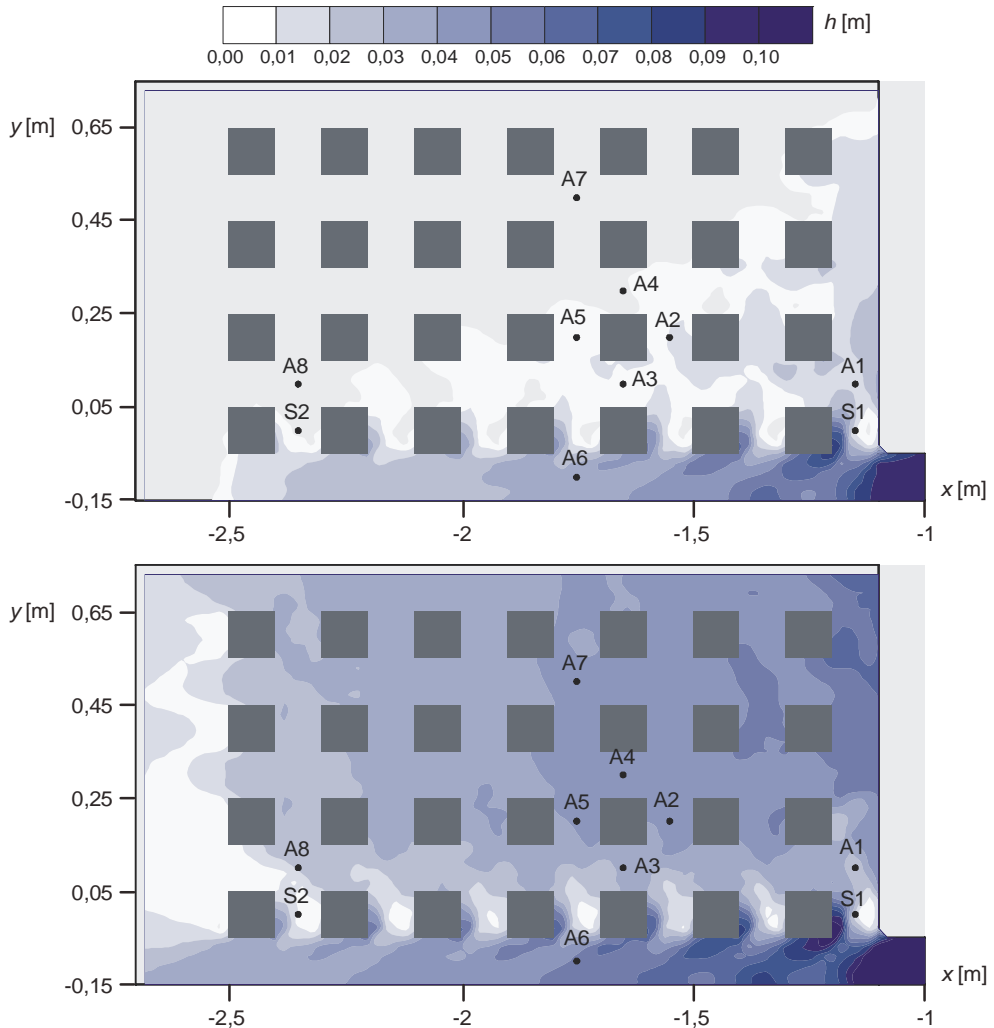 h [m]
0,00 0,01 0,02 0,03 0,04 0,05 0,06 0,07 0,08 0,09 0,10
y [m] 0,65
A7
0,45
A4
0,25
A5 A2
A8 A3 A1
0,05
S2 S1
A6
-0,15 x [m]
-2,5 -2 -1,5 -1
y [m] 0,65
A7
0,45
A4
0,25
A5 A2
A8 A3 A1
0,05
S2 S1
A6
-0,15 x [m]
-2,5 -2 -1,5 -1